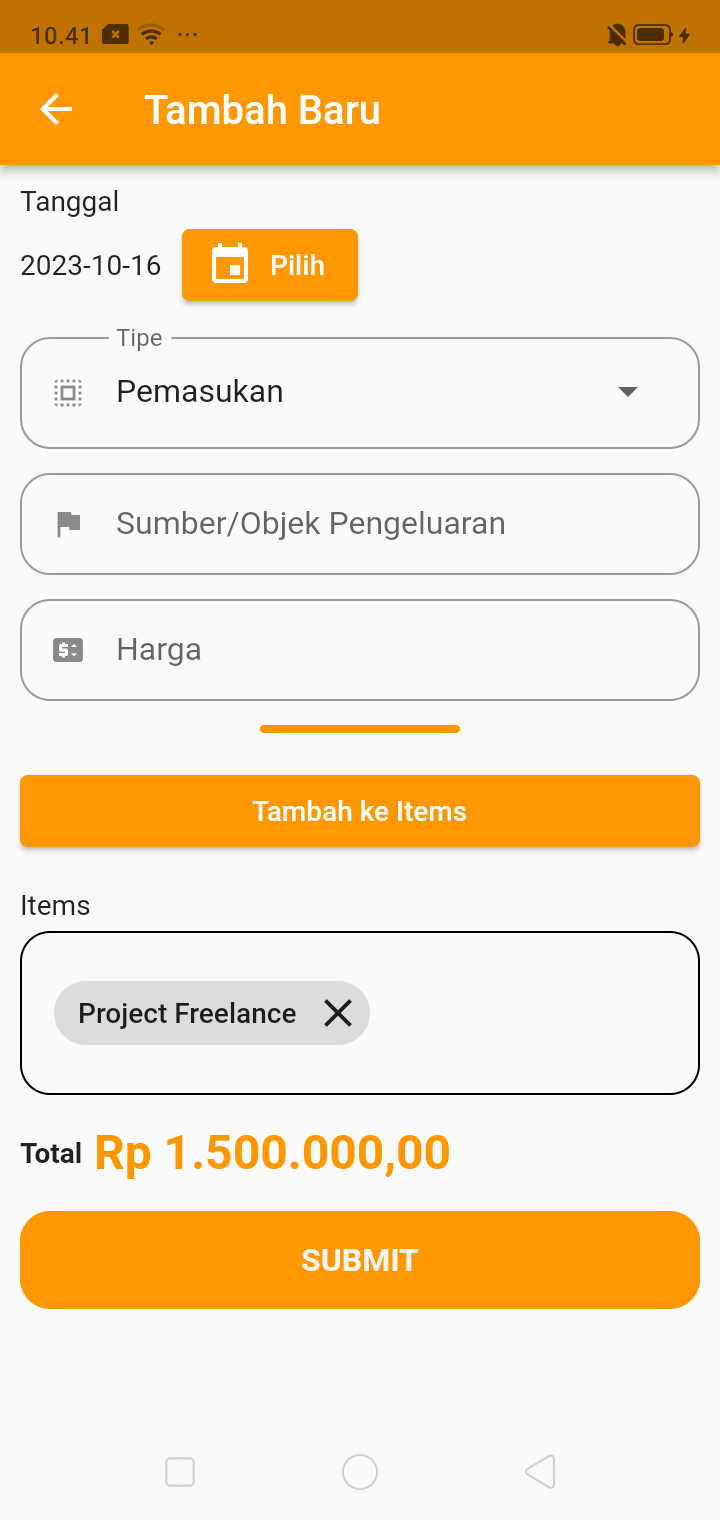 10.41
Tambah Baru
Tanggal
2023-10-16 Pilih
Tipe
Pemasukan
Sumber/Objek Pengeluaran
Harga
Tambah ke Items
Items
Project Freelance
Total Rp 1.500.000,00
SUBMIT